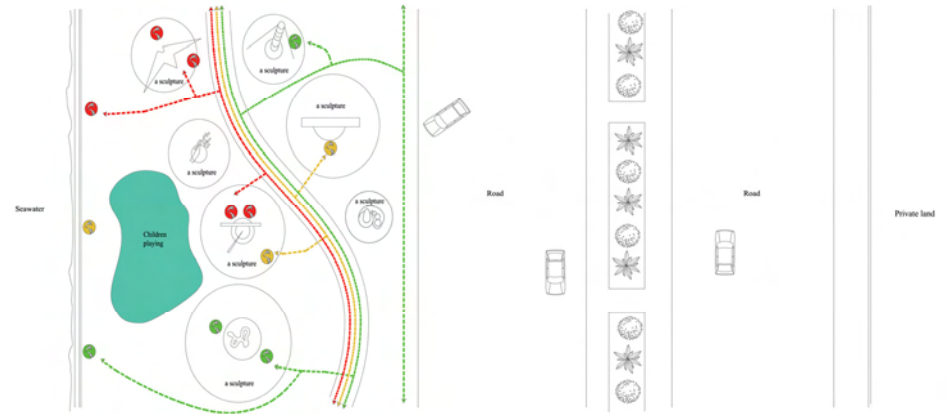 a sculpture
a sculpture
a sculpture
a sculpture
a sculpture
Seawater
Children
playing
a sculpture
a sculpture
Road
Road
Private land